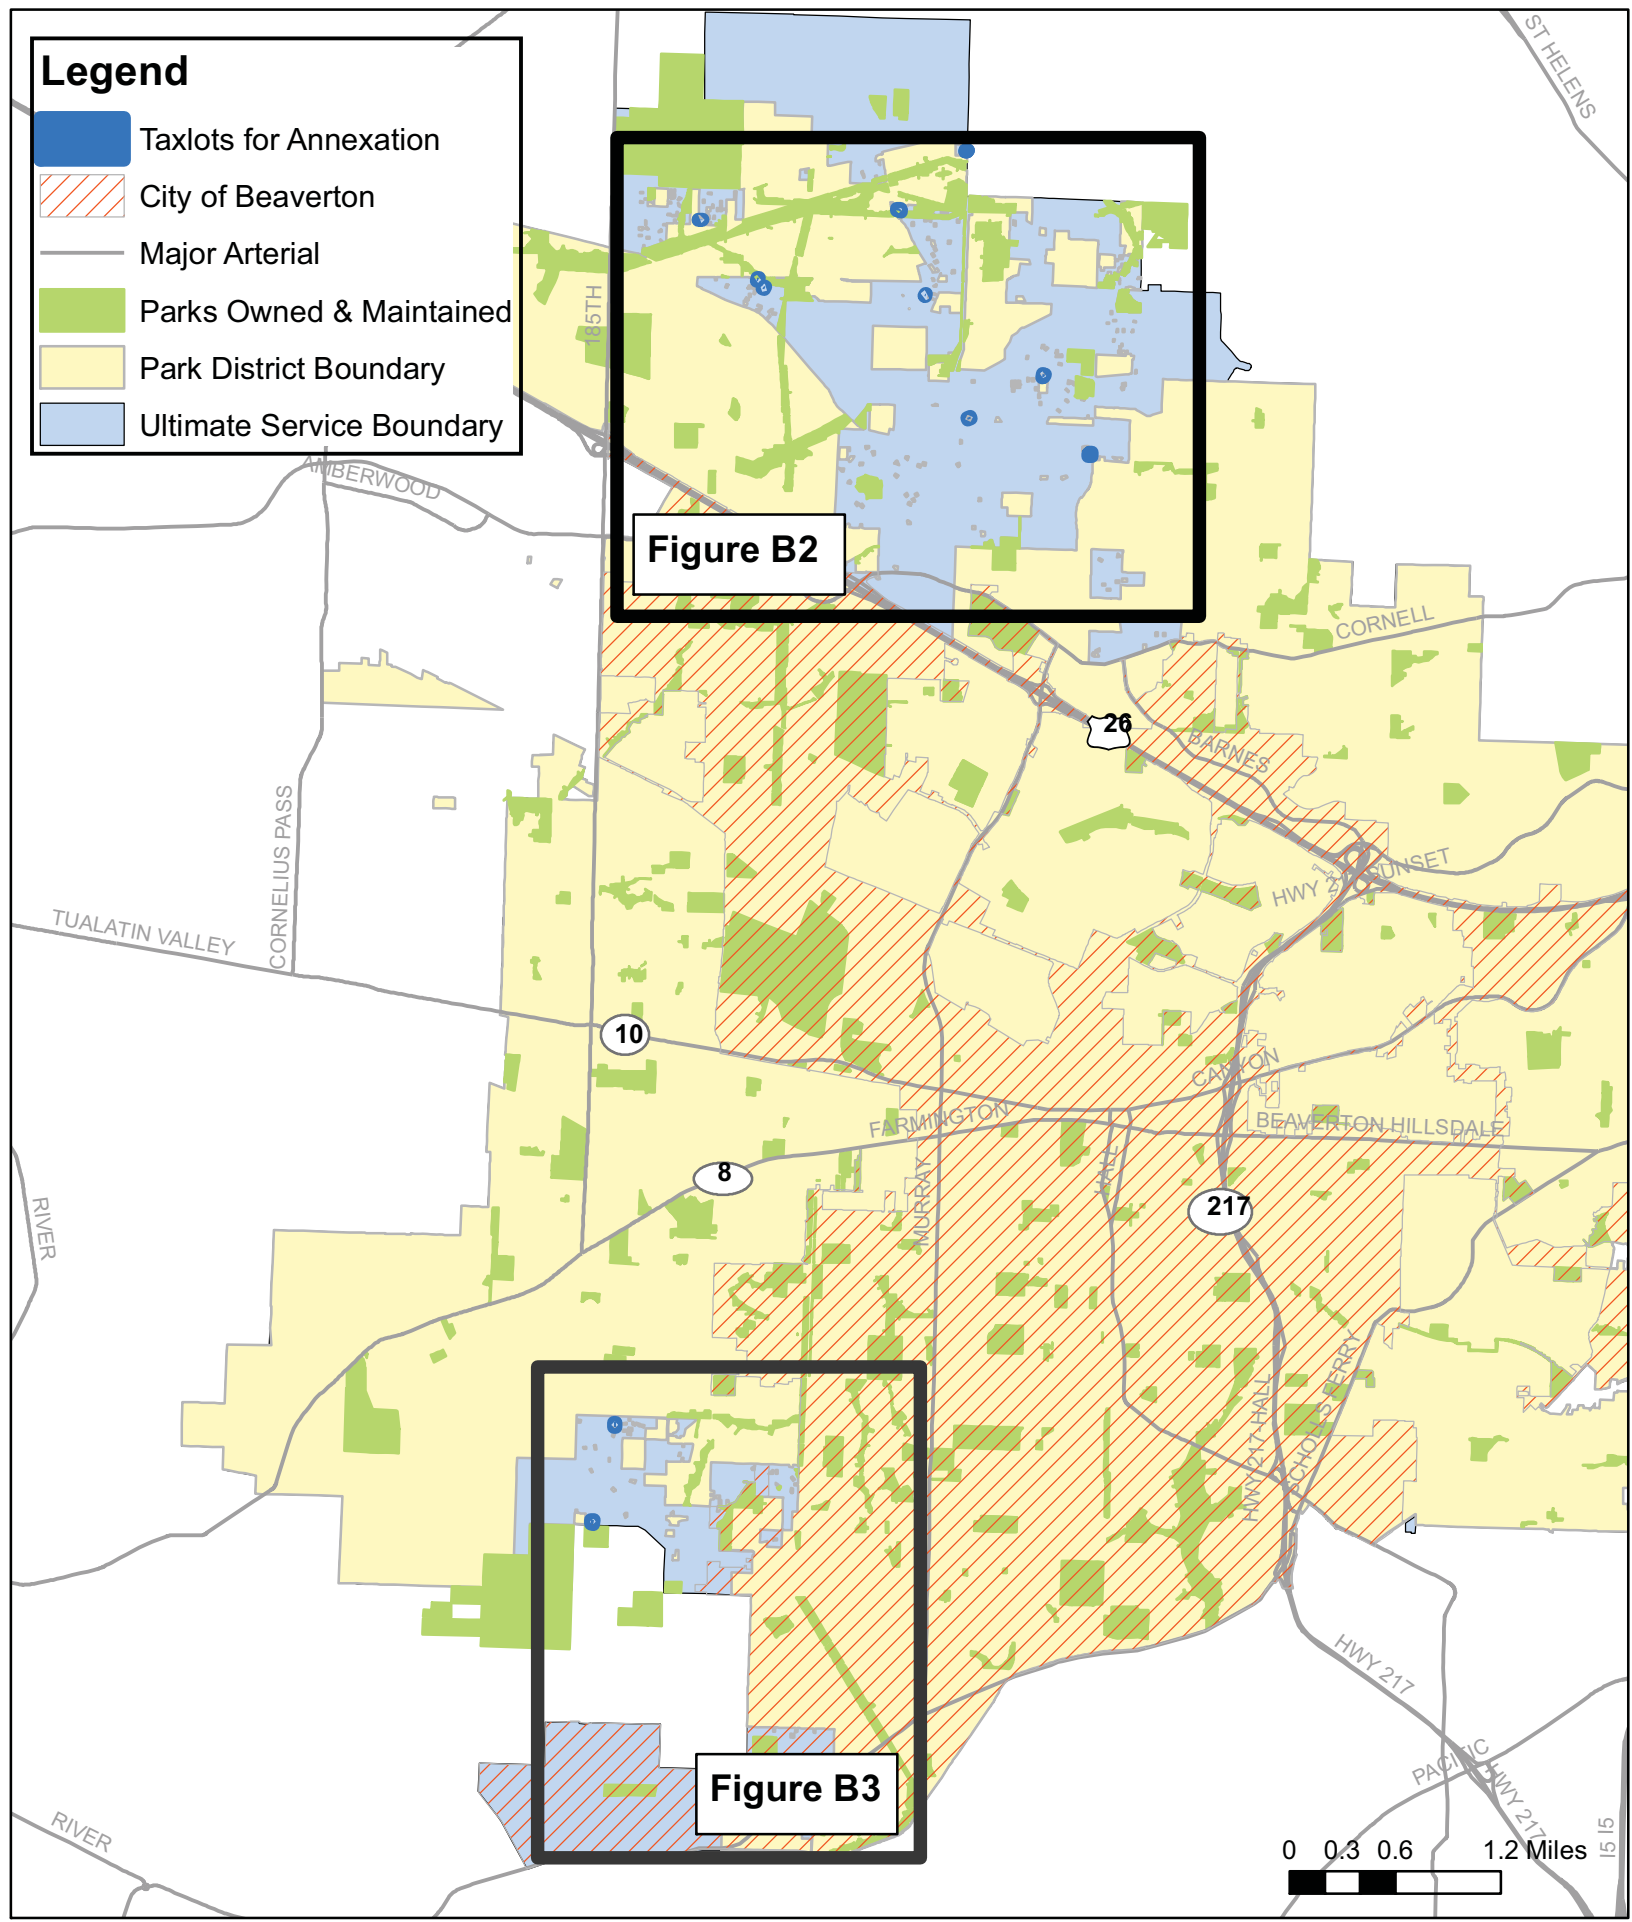 Legend
Taxlots for Annexation
City of Beaverton
Major Arterial
Parks Owned & Maintained
Park District Boundary
Ultimate Service Boundary
ST HELENS
185TH
AMBERWOOD
Figure B2
CORNELL
26
BARNES
CORNELIUS PASS
SUNSET
HWY 2
TUALATIN VALLEY
10
CANYON
FARMINGTON
BEAVERTON HILLSDALE
HALL
8
MURRAY
217
RIVER
SCHOLLS FERRY
HWY 217-HALL
HWY 217
PACIFIC
HWY 217
Figure B3
RIVER
I5 I5
0 0.3 0.6 1.2 Miles